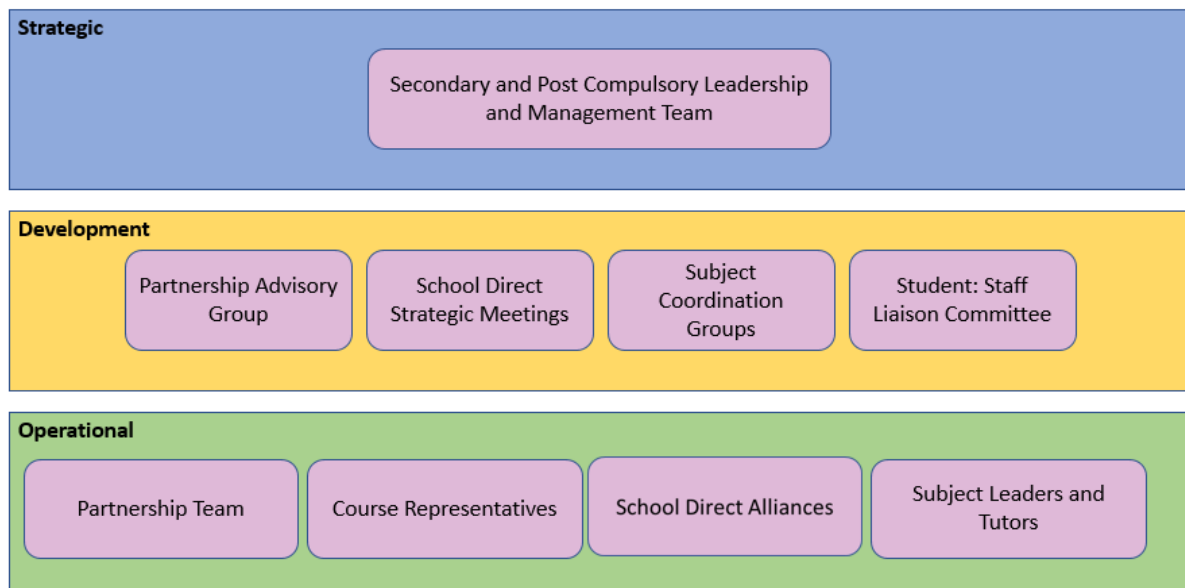 Strategic
Secondary and Post Compulsory Leadership
and Management Team
Development
Partnership Advisory
Group
School Direct
Strategic Meetings
Subject
Coordination
Groups
Student: Staff
Liaison Committee
Operational
Partnership Team
Course Representatives
School Direct Alliances
Subject Leaders and
Tutors